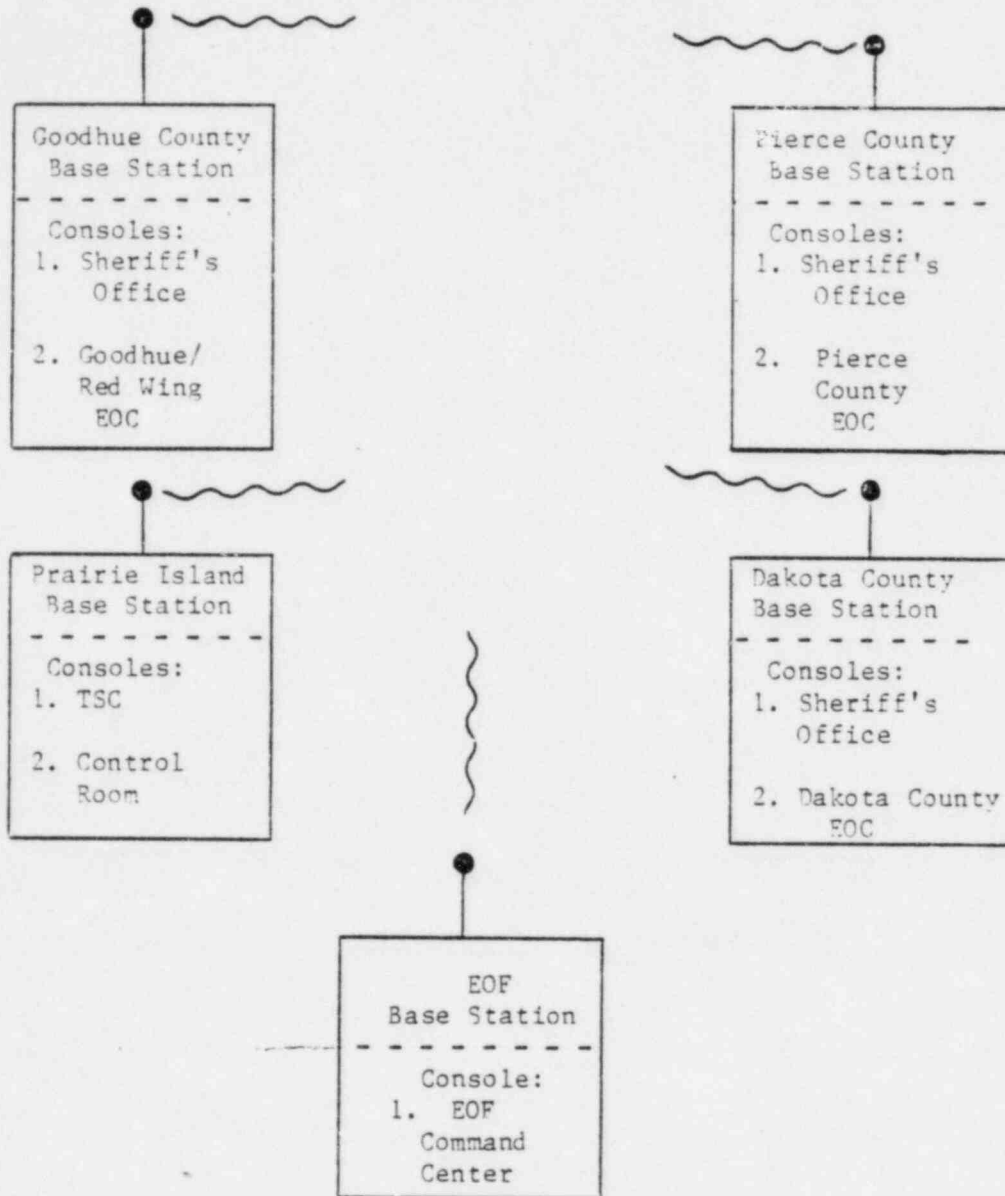 Goodhue County
Base Station
Consoles:
1. Sheriff's
Office
2. Goodhue/
Red Wing
EOC
Pierce County
Base Station
Consoles:
1. Sheriff's
Office
2. Pierce
County
EOC
Prairie Island
Base Station
Consoles:
1. TSC
2. Control
Room
Dakota County
Base Station
Consoles:
1. Sheriff's
Office
2. Dakota County
EOC
EOF
Base Station
Console:
1. EOF
Command
Center